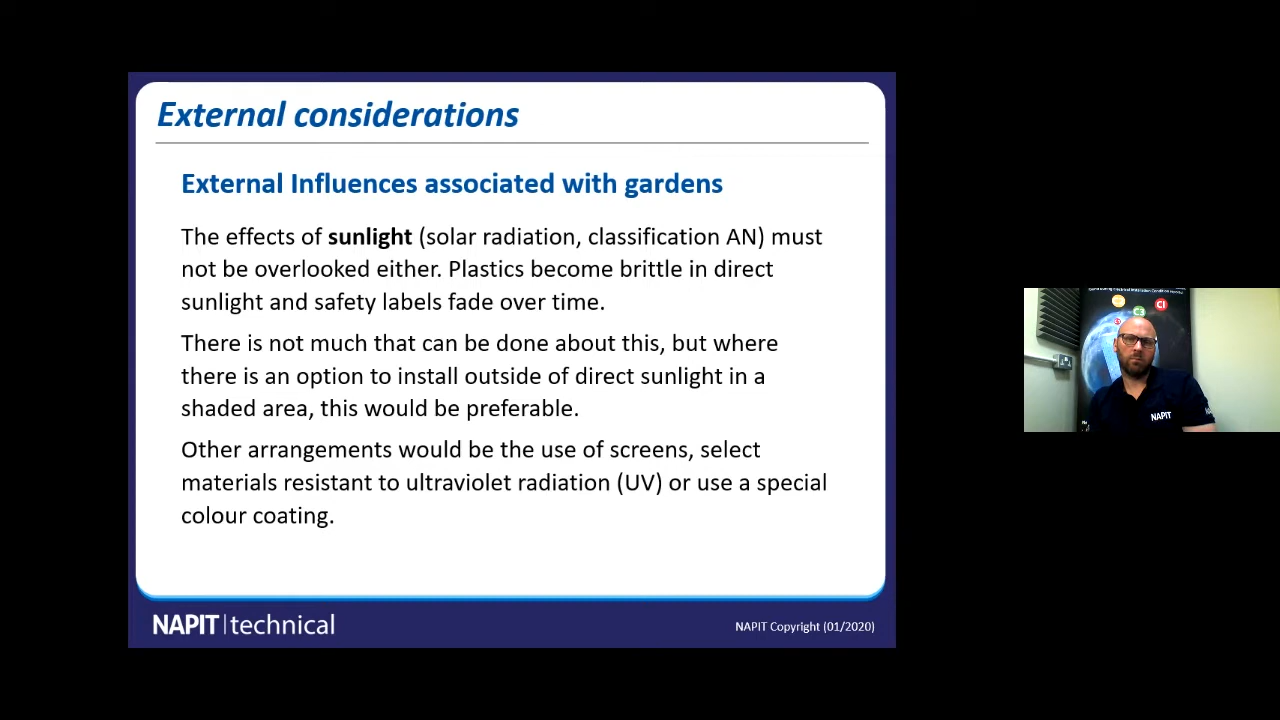 External considerations
External Influences associated with gardens
The effects of sunlight (solar radiation, classification AN) must
not be overlooked either. Plastics become brittle in direct
sunlight and safety labels fade over time.
There is not much that can be done about this, but where
there is an option to install outside of direct sunlight in a
shaded area, this would be preferable.
Other arrangements would be the use of screens, select
materials resistant to ultraviolet radiation (UV) or use a special
colour coating.
NAPIT | technical
NAPIT Copyright (01/2020)
C1
NAPIT